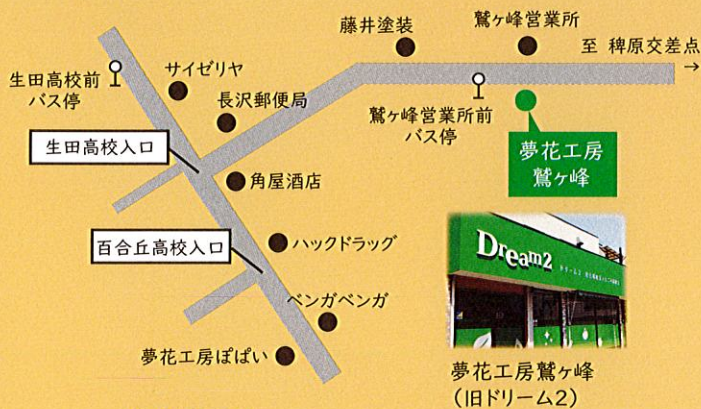 藤井塗装
鷲ヶ峰営業所
至 稗原交差点
→
生田高校前
バス停
サイゼリヤ
長沢郵便局
鷲ヶ峰営業所前
バス停
夢花工房
鷲ヶ峰
生田高校入口
角屋酒店
百合丘高校入口
ハックドラッグ
ベンガベンガ
夢花工房ぽぱい
Dream2
ドリーム2
夢花工房鷲ヶ峰
(旧ドリーム2)